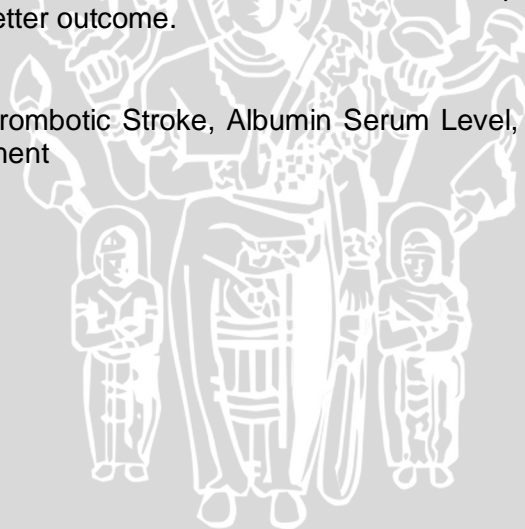 etter outcome.
rombotic Stroke, Albumin Serum Level,
nent